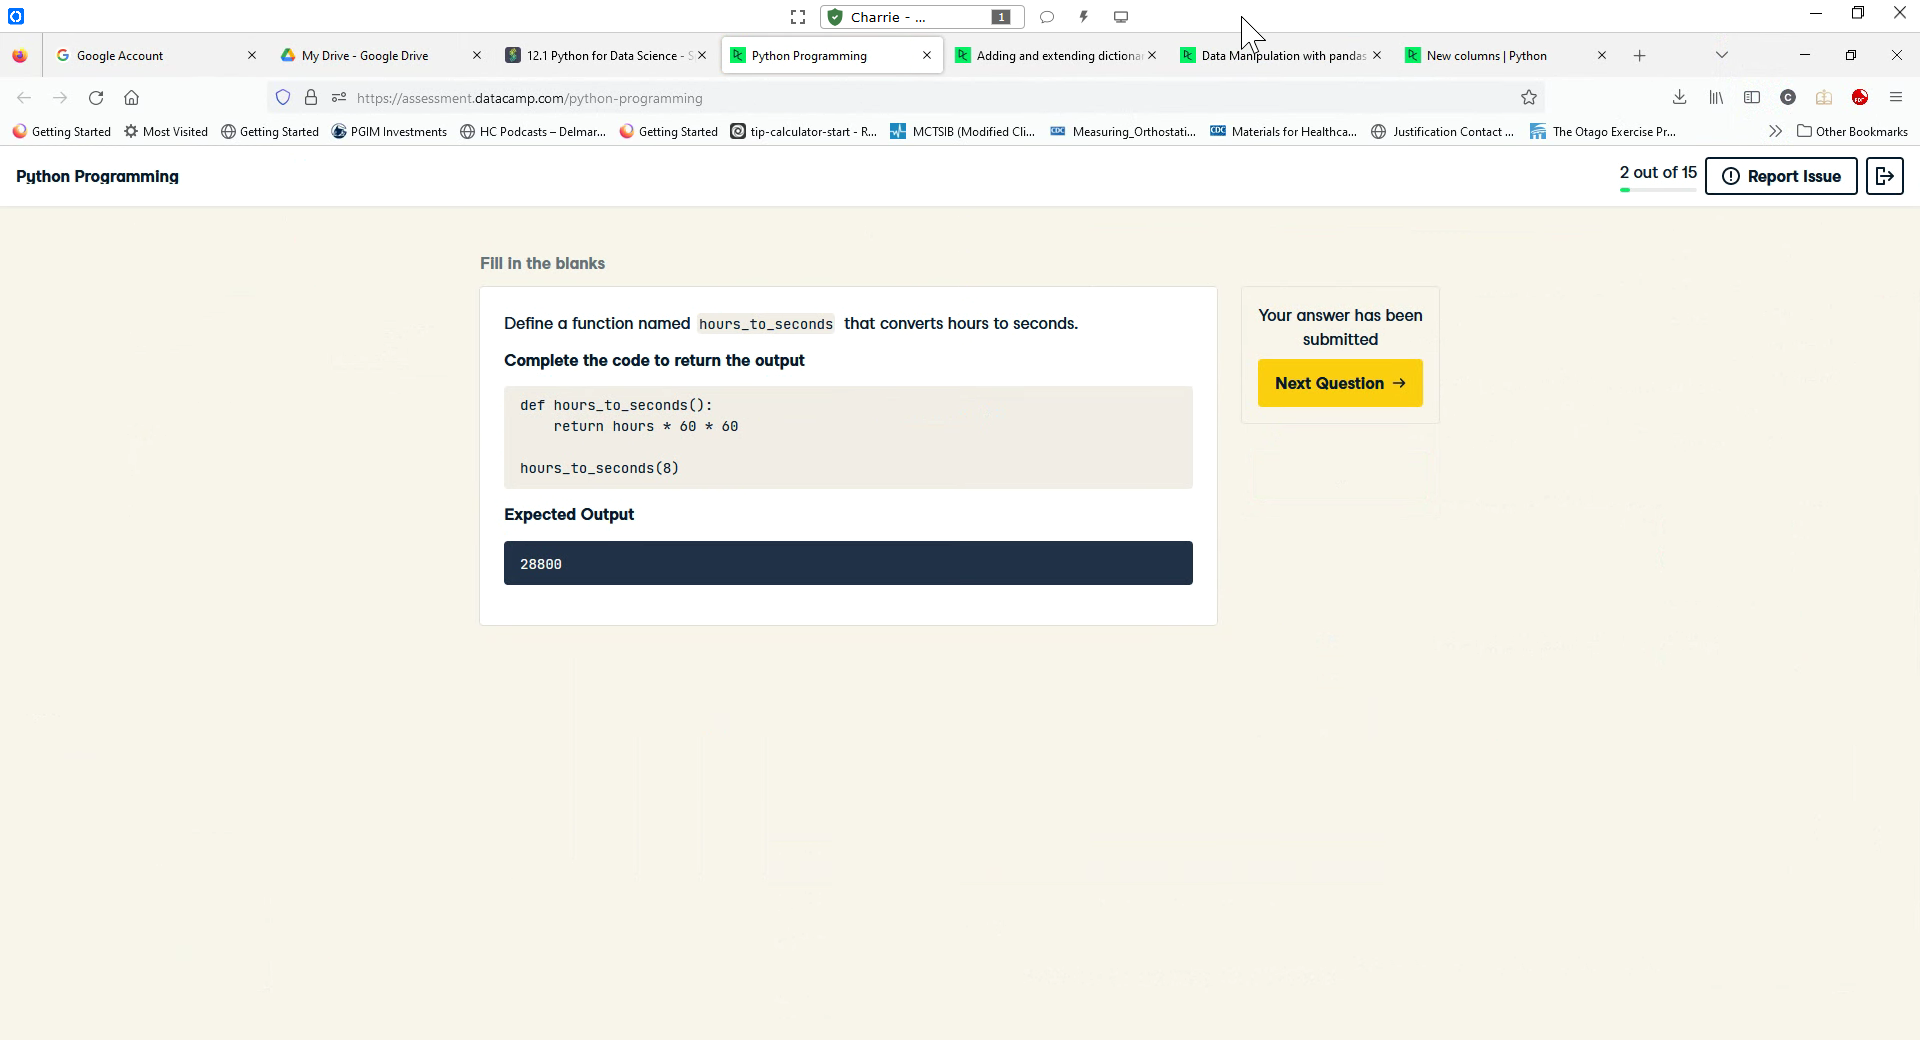 Charrie - ...
1
Google Account
My Drive - Google Drive
12.1 Python for Data Science - S
Python Programming
Adding and extending dictionar
Data Manipulation with pandas
New columns | Python
https://assessment.datacamp.com/python-programming
C
PDF
Getting Started
Most Visited
Getting Started
PGIM Investments
HC Podcasts – Delmar...
Getting Started
tip-calculator-start - R...
MCTSIB (Modified Cli...
CDC Measuring_Orthostati...
CDC Materials for Healthca...
Justification Contact ...
The Otago Exercise Pr...
Other Bookmarks
Python Programming
2 out of 15
Report Issue
Fill in the blanks
Define a function named hours_to_seconds that converts hours to seconds.
Complete the code to return the output
def hours_to_seconds():
    return hours * 60 * 60
hours_to_seconds(8)
Expected Output
28800
Your answer has been
submitted
Next Question →